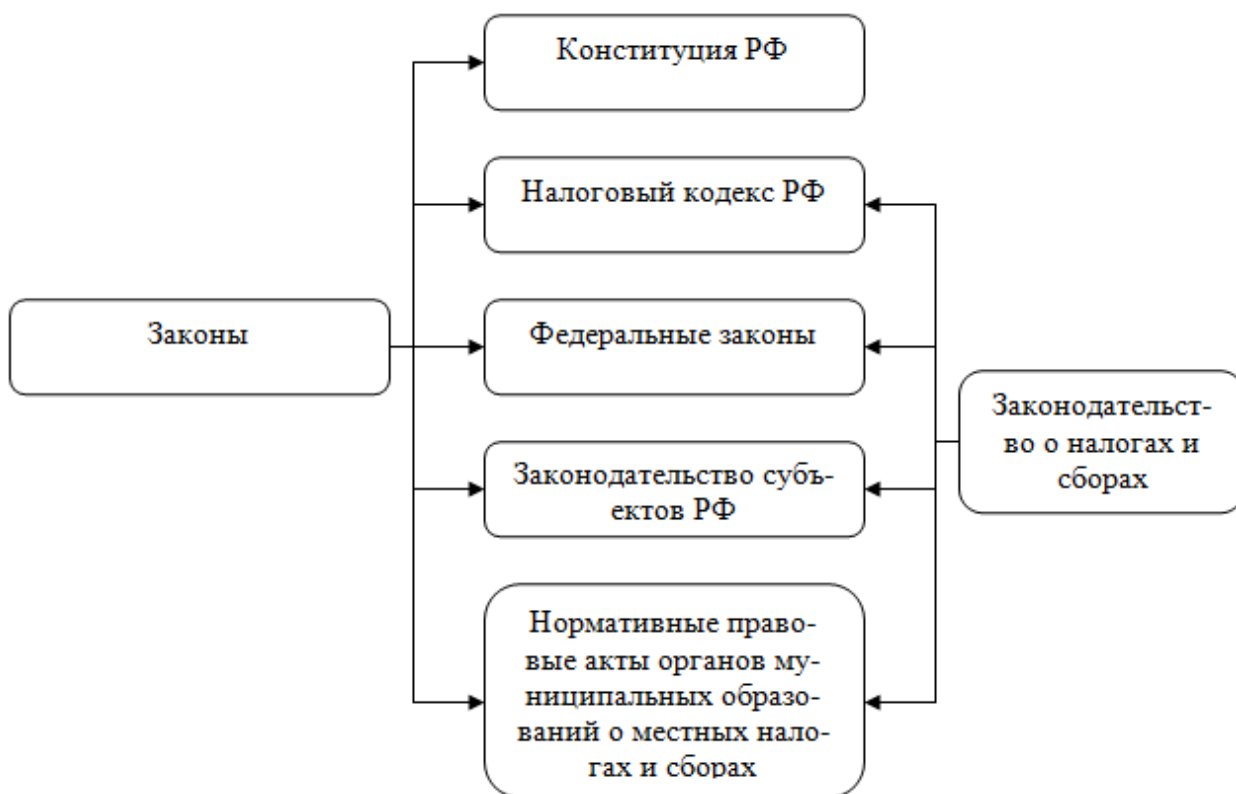 Конституция РФ
Налоговый кодекс РФ
Законы
Федеральные законы
Законодательст-
во о налогах и
сборах
Законодательство субъ-
ектов РФ
Нормативные право-
вые акты органов му-
ниципальных образо-
ваний о местных нало-
гах и сборах